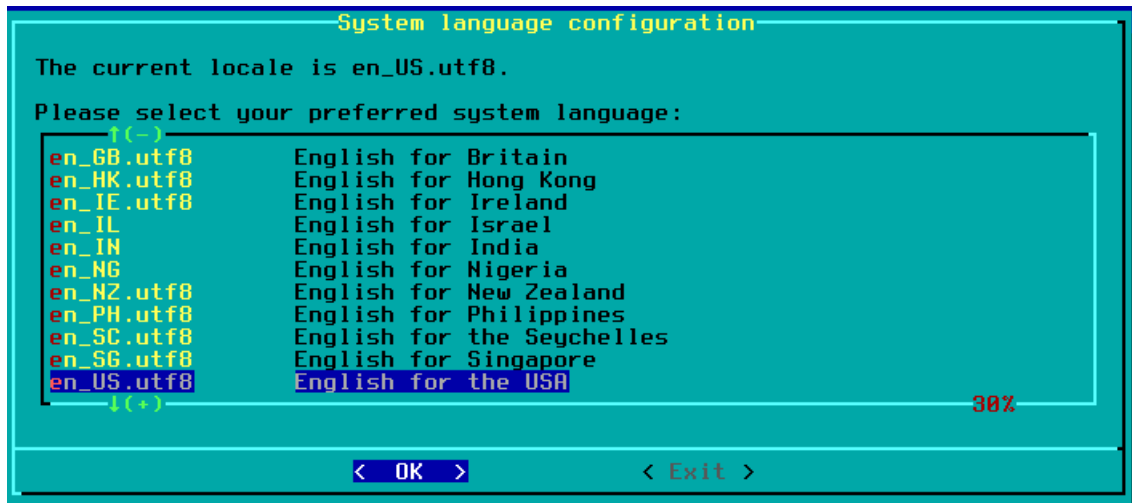 System language configuration
The current locale is en_US.utf8.
Please select your preferred system language:
↑(-)
en_GB.utf8 English for Britain
en_HK.utf8 English for Hong Kong
en_IE.utf8 English for Ireland
en_IL English for Israel
en_IN English for India
en_NG English for Nigeria
en_NZ.utf8 English for New Zealand
en_PH.utf8 English for Philippines
en_SC.utf8 English for the Seychelles
en_SG.utf8 English for Singapore
en_US.utf8 English for the USA
↓(+) 30%
< OK > < Exit >